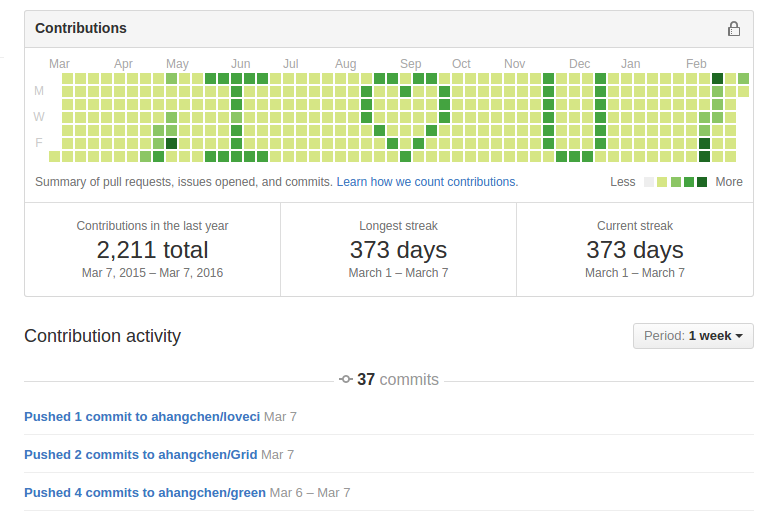 Contributions
Mar Apr May Jun Jul Aug Sep Oct Nov Dec Jan Feb
M
W
F
Summary of pull requests, issues opened, and commits. Learn how we count contributions. Less More
Contributions in the last year
2,211 total
Mar 7, 2015 – Mar 7, 2016
Longest streak
373 days
March 1 – March 7
Current streak
373 days
March 1 – March 7
Contribution activity Period: 1 week
37 commits
Pushed 1 commit to ahangchen/loveci Mar 7
Pushed 2 commits to ahangchen/Grid Mar 7
Pushed 4 commits to ahangchen/green Mar 6 – Mar 7